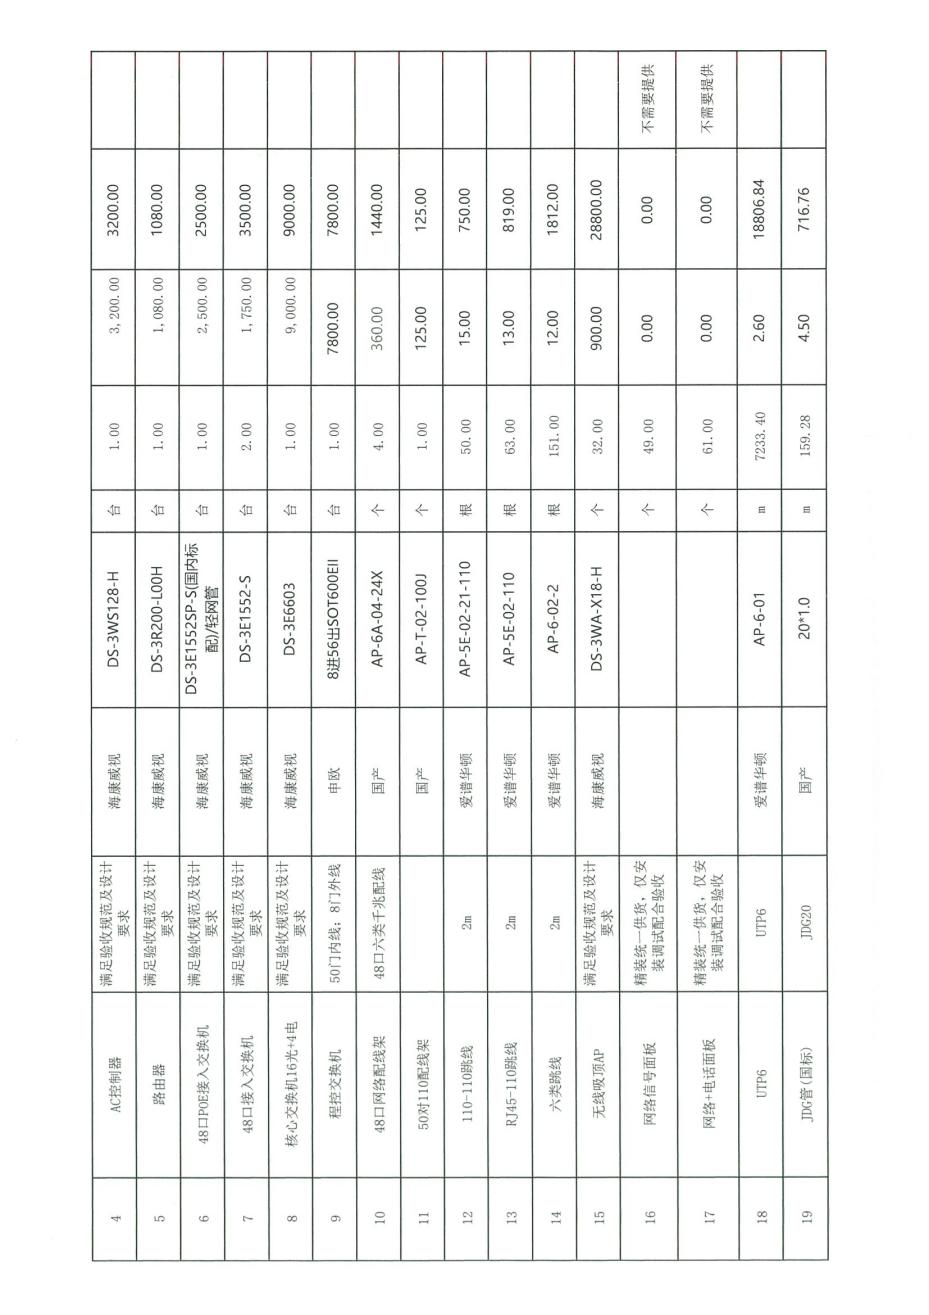 4 AC控制器 满足验收规范及设计要求 海康威视 DS-3WS128-H 台 1.00 3,200.00 3200.00
5 路由器 满足验收规范及设计要求 海康威视 DS-3R200-L00H 台 1.00 1,080.00 1080.00
6 48口POE接入交换机 满足验收规范及设计要求 海康威视 DS-3E1552SP-S(国内标配)/轻网管 台 1.00 2,500.00 2500.00
7 48口接入交换机 满足验收规范及设计要求 海康威视 DS-3E1552-S 台 2.00 1,750.00 3500.00
8 核心交换机16光+4电 满足验收规范及设计要求 海康威视 DS-3E6603 台 1.00 9,000.00 9000.00
9 程控交换机 50门内线；8门外线 申欧 8进56出SOT600EII 台 1.00 7800.00 7800.00
10 48口网络配线架 48口六类千兆配线 国产 AP-6A-04-24X 个 4.00 360.00 1440.00
11 50对110配线架 国产 AP-T-02-100J 个 1.00 125.00 125.00
12 110-110跳线 2m 爱谱华顿 AP-5E-02-21-110 根 50.00 15.00 750.00
13 RJ45-110跳线 2m 爱谱华顿 AP-5E-02-110 根 63.00 13.00 819.00
14 六类跳线 2m 爱谱华顿 AP-6-02-2 根 151.00 12.00 1812.00
15 无线吸顶AP 满足验收规范及设计要求 海康威视 DS-3WA-X18-H 个 32.00 900.00 28800.00
16 网络信号面板 精装统一供货，仅安装调试配合验收 个 49.00 0.00 0.00 不需要提供
17 网络+电话面板 精装统一供货，仅安装调试配合验收 个 61.00 0.00 0.00 不需要提供
18 UTP6 UTP6 爱谱华顿 AP-6-01 m 7233.40 2.60 18806.84
19 JDG管(国标) JDG20 国产 20*1.0 m 159.28 4.50 716.76